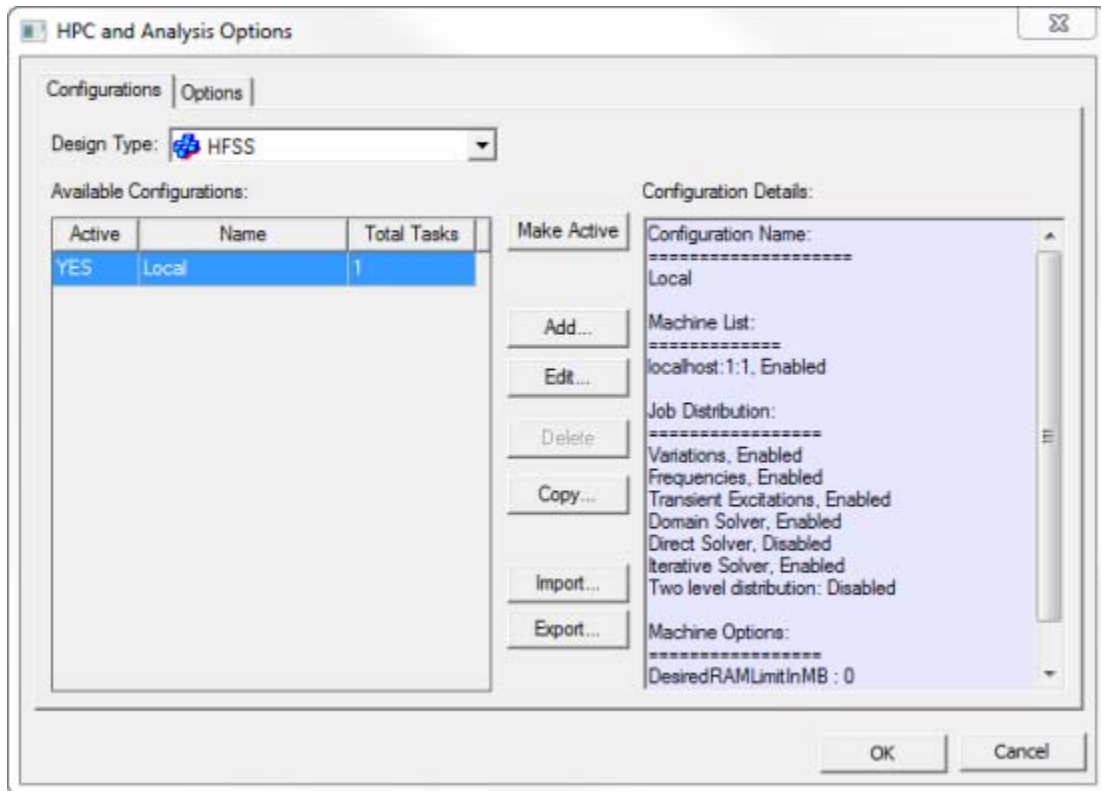 HPC and Analysis Options
Configurations Options
Design Type: HFSS
Available Configurations:
Active Name Total Tasks
YES Local 1
Make Active
Add...
Edit...
Delete
Copy...
Import...
Export...
Configuration Details:
Configuration Name:
====================
Local
Machine List:
=============
localhost:1:1, Enabled
Job Distribution:
=================
Variations, Enabled
Frequencies, Enabled
Transient Excitations, Enabled
Domain Solver, Enabled
Direct Solver, Disabled
Iterative Solver, Enabled
Two level distribution: Disabled
Machine Options:
=================
DesiredRAMLimitInMB : 0
OK Cancel